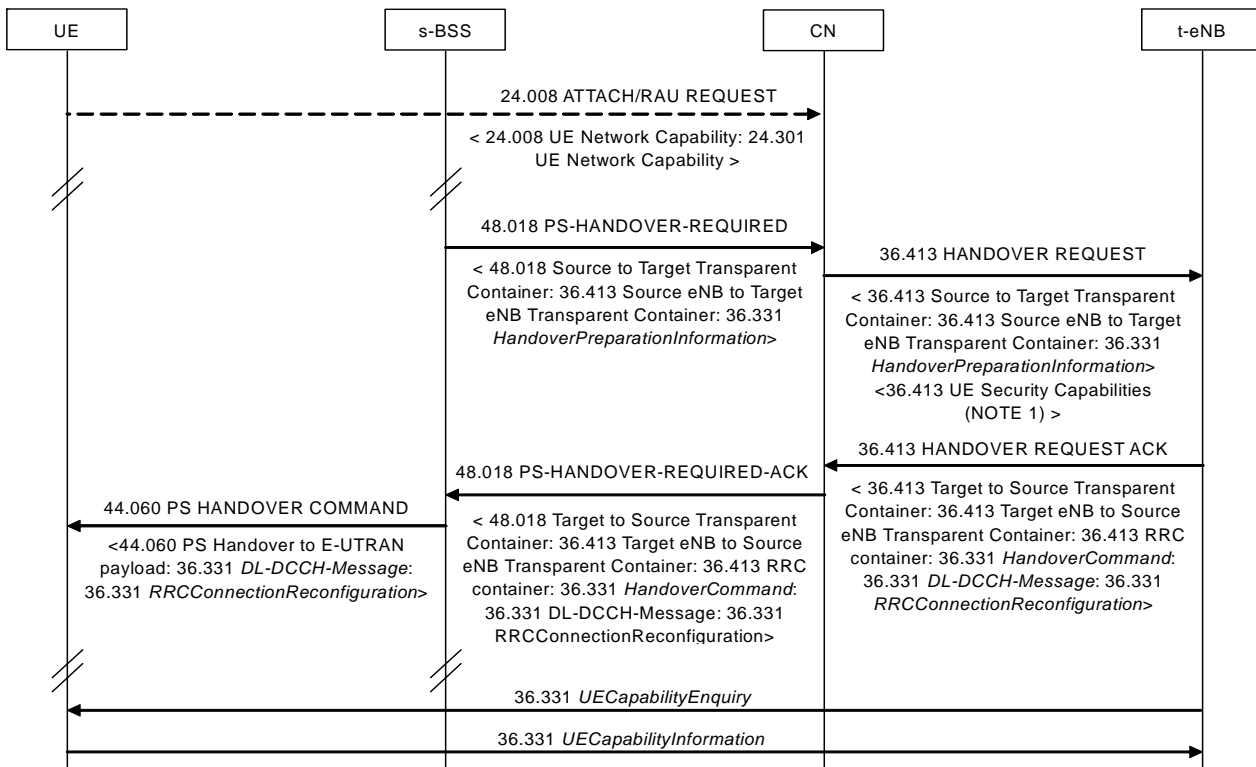 UE
s-BSS
CN
t-eNB
24.008 ATTACH/RAU REQUEST
< 24.008 UE Network Capability: 24.301
UE Network Capability >
48.018 PS-HANDOVER-REQUIRED
< 48.018 Source to Target Transparent
Container: 36.413 Source eNB to Target
eNB Transparent Container: 36.331
HandoverPreparationInformation>
36.413 HANDOVER REQUEST
< 36.413 Source to Target Transparent
Container: 36.413 Source eNB to Target
eNB Transparent Container: 36.331
HandoverPreparationInformation>
<36.413 UE Security Capabilities
(NOTE 1) >
36.413 HANDOVER REQUEST ACK
< 36.413 Target to Source Transparent
Container: 36.413 Target eNB to Source
eNB Transparent Container: 36.413 RRC
container: 36.331 HandoverCommand:
36.331 DL-DCCH-Message: 36.331
RRCConnectionReconfiguration>
48.018 PS-HANDOVER-REQUIRED-ACK
< 48.018 Target to Source Transparent
Container: 36.413 Target eNB to Source
eNB Transparent Container: 36.413 RRC
container: 36.331 HandoverCommand:
36.331 DL-DCCH-Message: 36.331
RRCConnectionReconfiguration>
44.060 PS HANDOVER COMMAND
<44.060 PS Handover to E-UTRAN
payload: 36.331 DL-DCCH-Message:
36.331 RRCConnectionReconfiguration>
36.331 UECapabilityEnquiry
36.331 UECapabilityInformation